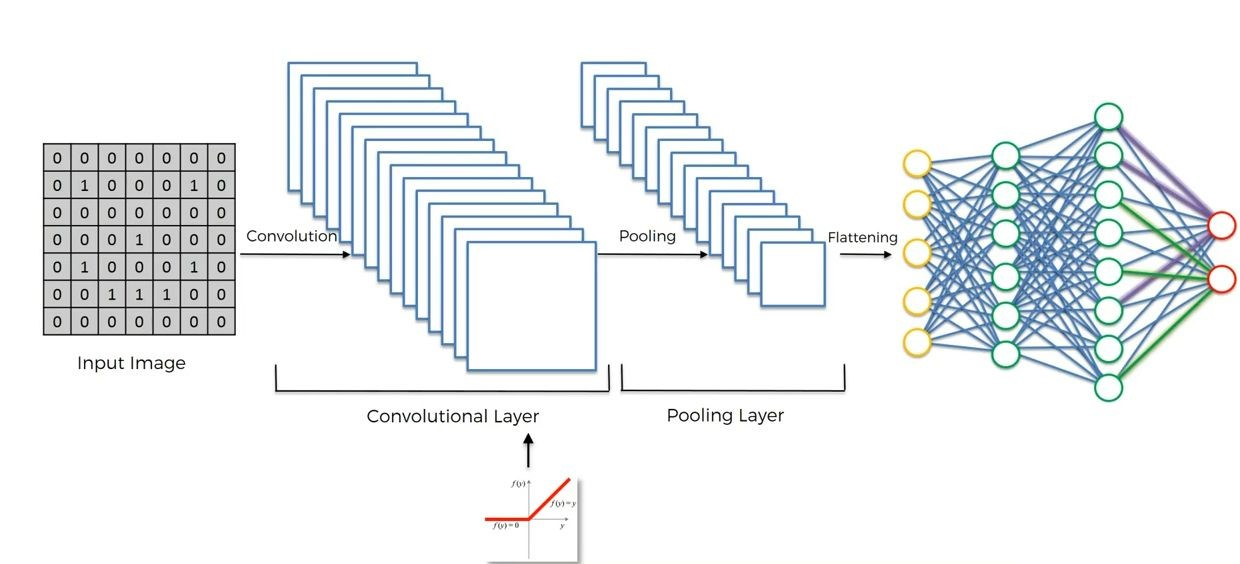 0 0 0 0 0 0 0
0 1 0 0 0 1 0
0 0 0 0 0 0 0
0 0 0 1 0 0 0
0 1 0 0 0 1 0
0 0 1 1 1 0 0
0 0 0 0 0 0 0
Input Image
Convolution
Convolutional Layer
Pooling
Pooling Layer
Flattening
f(y)
f(y)=y
f(y)=0
y